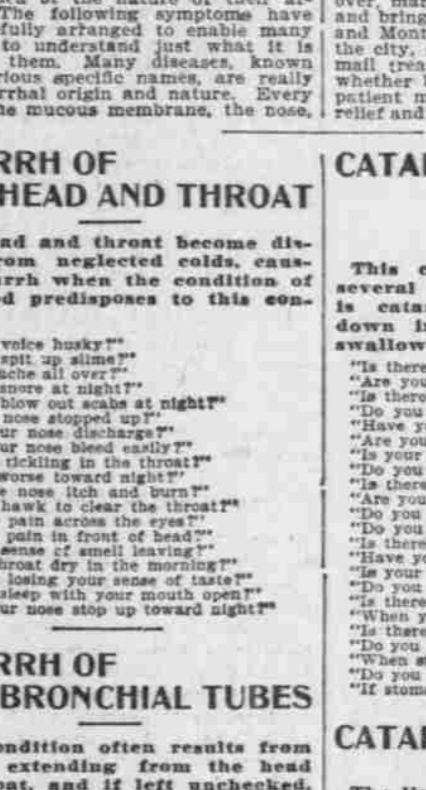 The following symptoms have
fully arranged to enable many
to understand just what it is
them. Many diseases, known
rious specific names, are really
rrhal origin and nature. Every
e mucous membrane, the nose,
RRH OF
HEAD AND THROAT
ad and throat become dis-
rom neglected colds, caus-
rrh when the condition of
d predisposes to this con-
voice husky?"
spit up slime?"
ache all over?"
snore at night?"
blow out scabs at night?"
nose stopped up?"
ur nose discharge?"
ur nose bleed easily?"
tickling in the throat?"
worse toward night?"
e nose itch and burn?"
hawk to clear the throat?"
pain across the eyes?"
pain in front of head?"
sense of smell leaving?"
hroat dry in the morning?"
losing your sense of taste?"
sleep with your mouth open?"
ur nose stop up toward night?"
RRH OF
BRONCHIAL TUBES
ondition often results from
extending from the head
oat, and if left unchecked,
over,
and bring
and Mont
the city,
mail trea
whether
patient m
relief and
CATA
This c
several
is cata
down i
swallow
"Is there
"Are you
"Is there
"Do you
"Have y
"Are you
"Is your
"Do you
"Is there
"Are you
"Do you
"Do you
"Is there
"Have yo
"Is your
"Do you
"Is there
"When y
"Is there
"Do you
"When s
"Do you
"If stoma
CATA